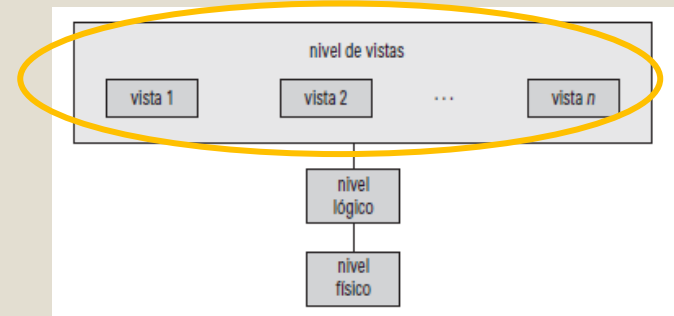 nivel de vistas
vista 1 vista 2 ... vista n
nivel
lógico
nivel
físico